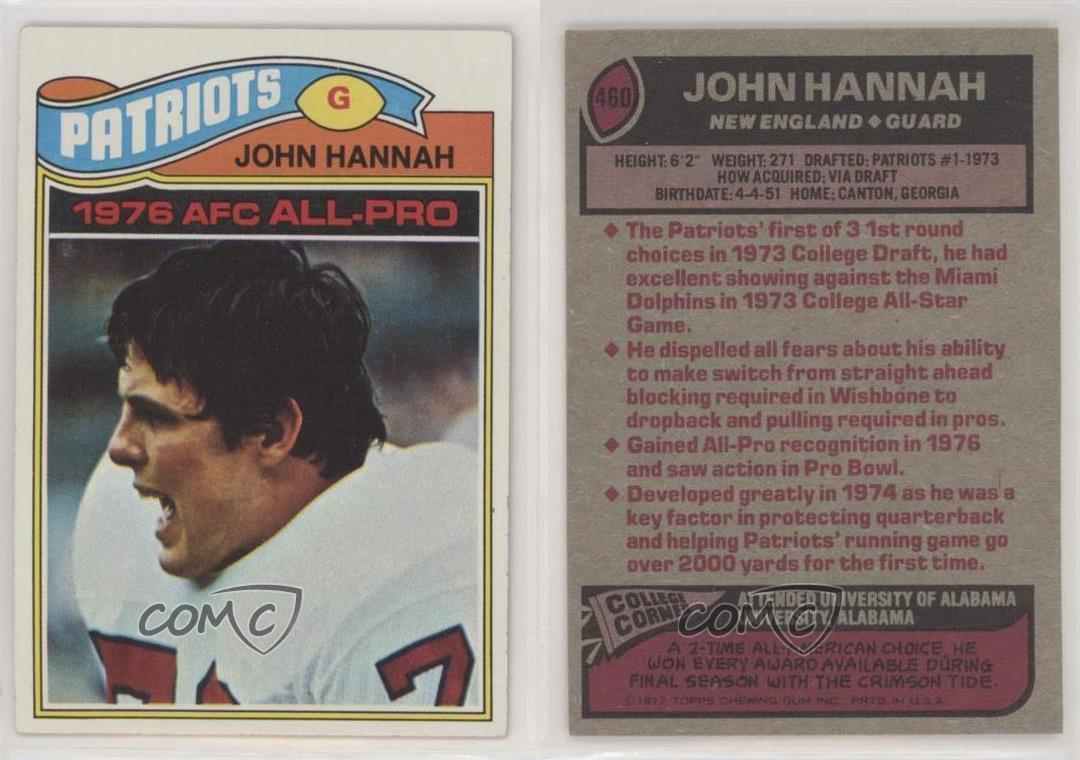 PATRIOTS
G
JOHN HANNAH
1976 AFC ALL-PRO
7
COMC
460
JOHN HANNAH
NEW ENGLAND ◆ GUARD
HEIGHT: 6'2" WEIGHT: 271 DRAFTED: PATRIOTS #1-1973
HOW ACQUIRED: VIA DRAFT
BIRTHDATE: 4-4-51 HOME: CANTON, GEORGIA
◆ The Patriots' first of 3 1st round
choices in 1973 College Draft, he had
excellent showing against the Miami
Dolphins in 1973 College All-Star
Game.
◆ He dispelled all fears about his ability
to make switch from straight ahead
blocking required in Wishbone to
dropback and pulling required in pros.
◆ Gained All-Pro recognition in 1976
and saw action in Pro Bowl.
◆ Developed greatly in 1974 as he was a
key factor in protecting quarterback
and helping Patriots' running game go
over 2000 yards for the first time.
COLLEGE
CORNER
ATTENDED UNIVERSITY OF ALABAMA
ALABAMA
COMC
A 2-TIME ALL-AMERICAN CHOICE, HE
WON EVERY AWARD AVAILABLE DURING
FINAL SEASON WITH THE CRIMSON TIDE.
©1977 TOPPS CHEWING GUM, INC. PRTD. IN U.S.A.